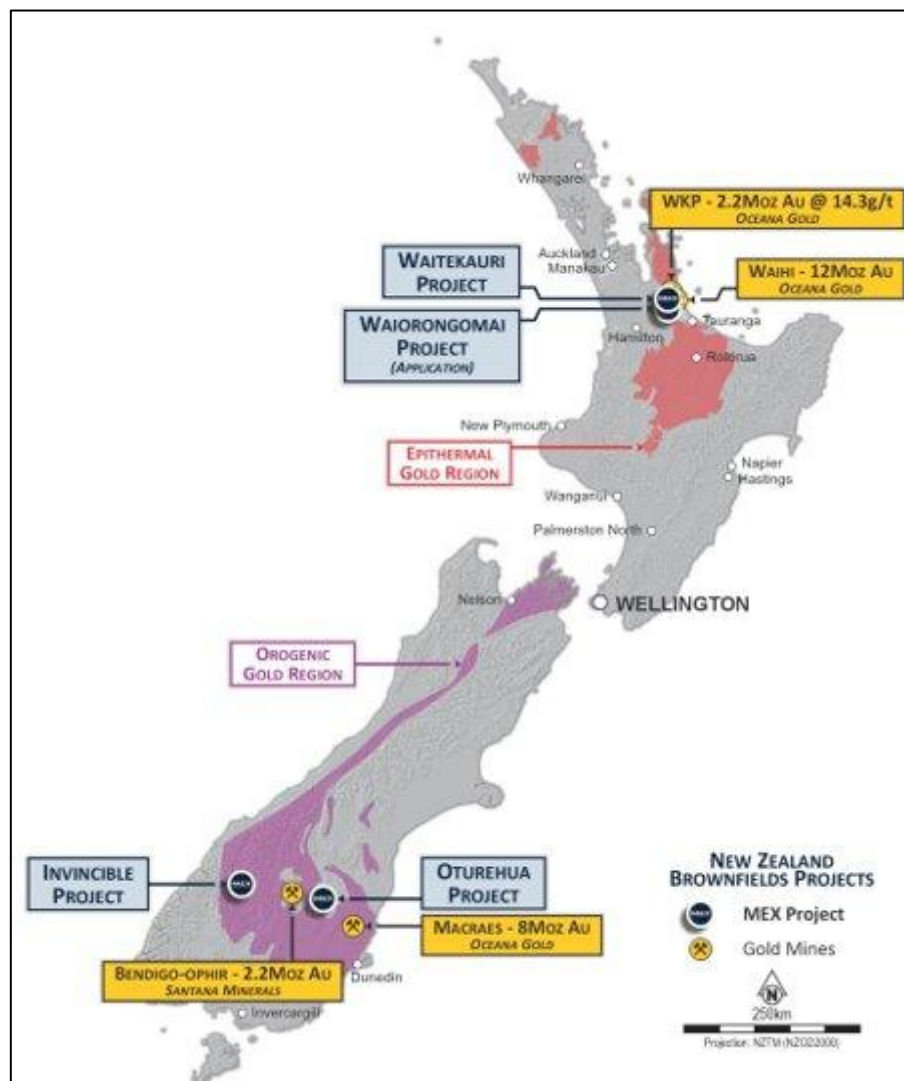 Whangarei
WKP - 2.2Moz Au @ 14.3g/t
Oceana Gold
Auckland
Manakau
Waitekauri
Project
Waihi - 12Moz Au
Oceana Gold
Waiorongomai
Project
(Application)
Tauranga
Hamilton
Rotorua
New Plymouth
Epithermal
Gold Region
Napier
Hastings
Wanganui
Palmerston North
Nelson
WELLINGTON
Orogenic
Gold Region
Invincible
Project
Oturehua
Project
Macraes - 8Moz Au
Oceana Gold
Bendigo-ophir - 2.2Moz Au
Santana Minerals
Dunedin
Invercargill
New Zealand
Brownfields Projects
MEX Project
Gold Mines
N
250km
Projection: NZTM (NZGD2000)